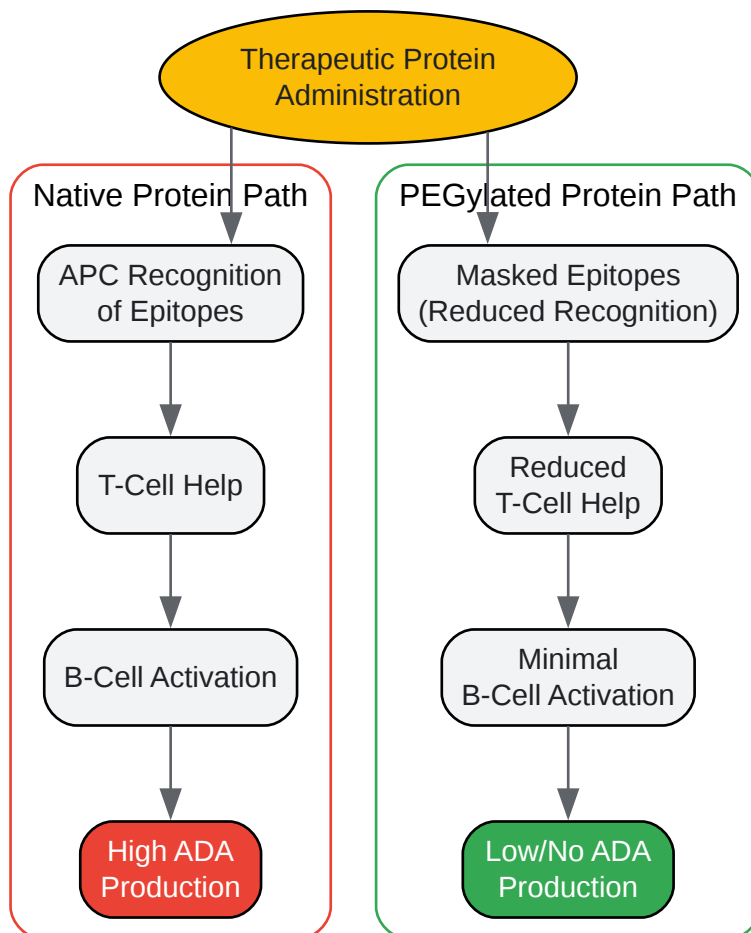 Therapeutic Protein
Administration
Native Protein Path
APC Recognition
of Epitopes
T-Cell Help
B-Cell Activation
High ADA
Production
PEGylated Protein Path
Masked Epitopes
(Reduced Recognition)
Reduced
T-Cell Help
Minimal
B-Cell Activation
Low/No ADA
Production